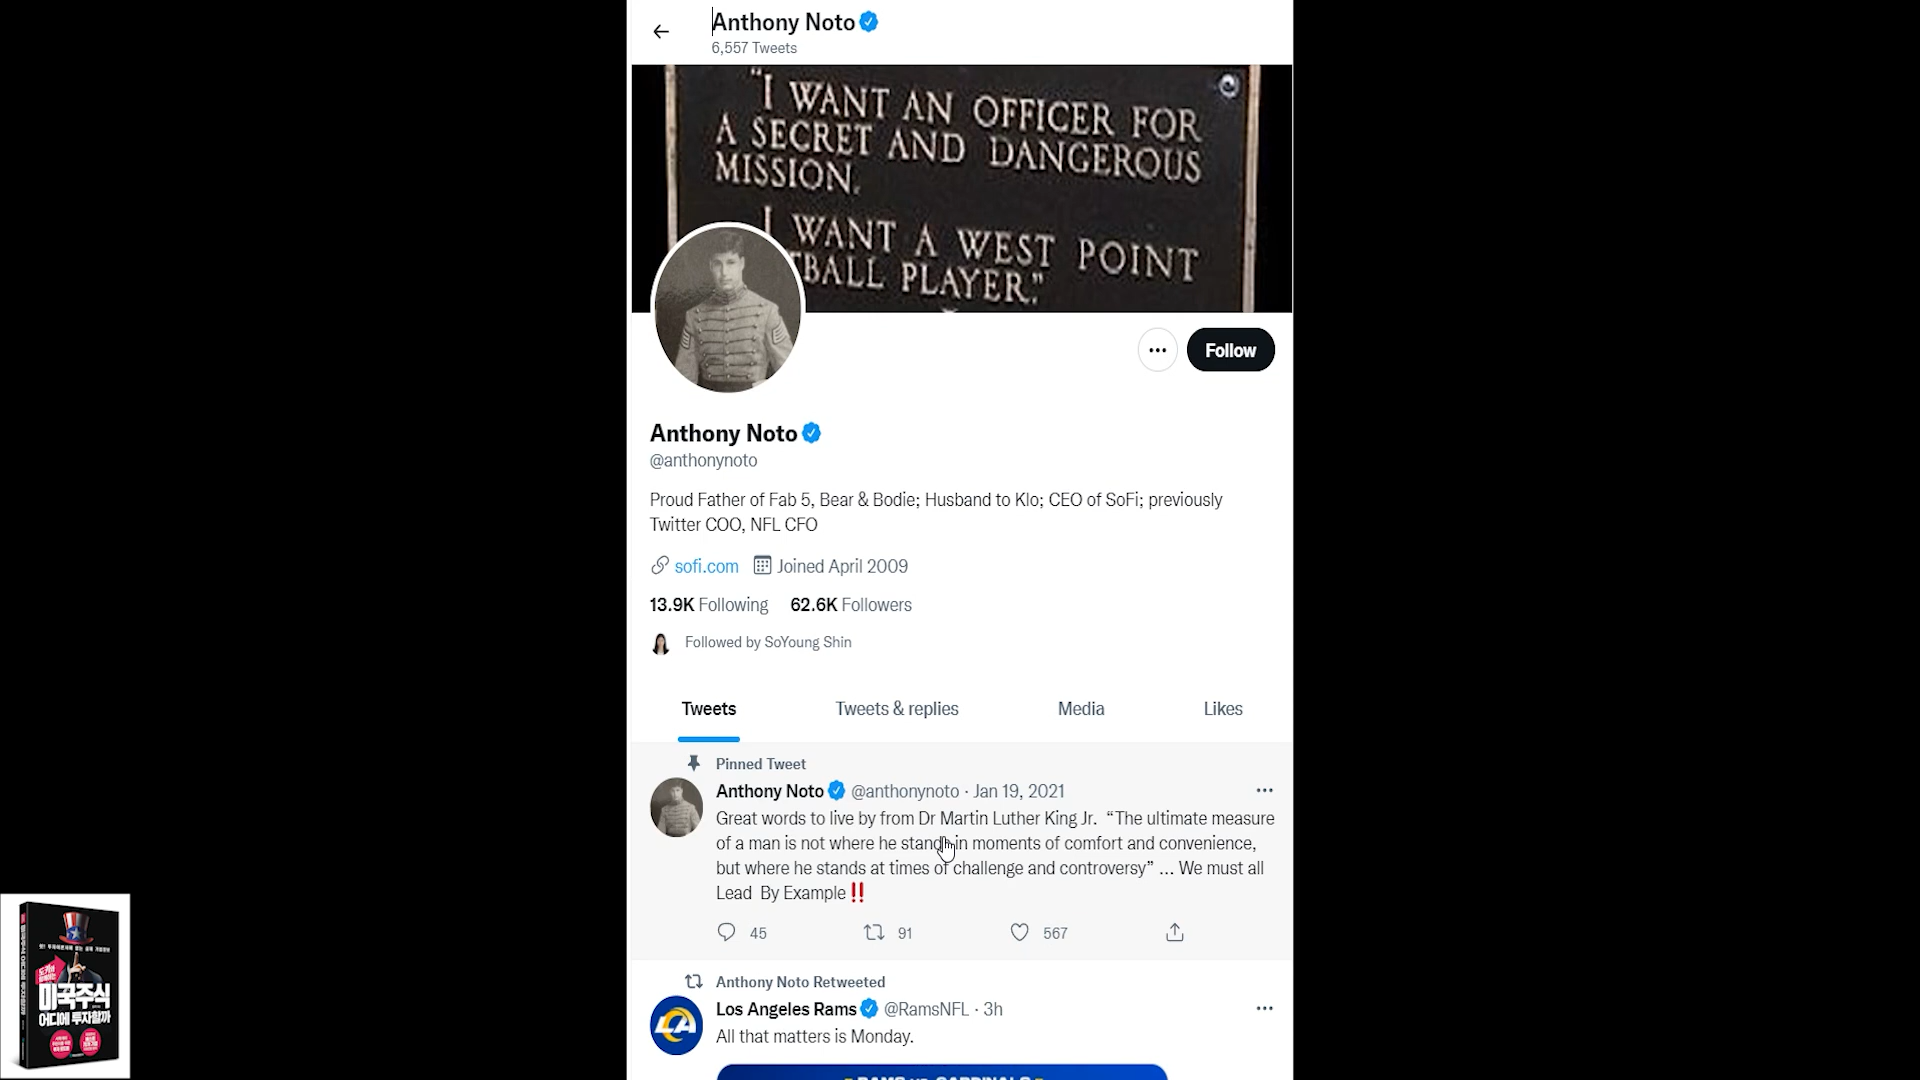 Anthony Noto
6,557 Tweets
"I WANT AN OFFICER FOR
A SECRET AND DANGEROUS
MISSION.
I WANT A WEST POINT
TBALL PLAYER."
Follow
Anthony Noto
@anthonynoto
Proud Father of Fab 5, Bear & Bodie; Husband to Klo; CEO of SoFi; previously
Twitter COO, NFL CFO
sofi.com Joined April 2009
13.9K Following 62.6K Followers
Followed by SoYoung Shin
Tweets Tweets & replies Media Likes
Pinned Tweet
Anthony Noto @anthonynoto · Jan 19, 2021
Great words to live by from Dr Martin Luther King Jr. “The ultimate measure
of a man is not where he stands in moments of comfort and convenience,
but where he stands at times of challenge and controversy” ... We must all
Lead By Example‼
45 91 567
Anthony Noto Retweeted
Los Angeles Rams @RamsNFL · 3h
All that matters is Monday.
미국주식
어디에 투자할까